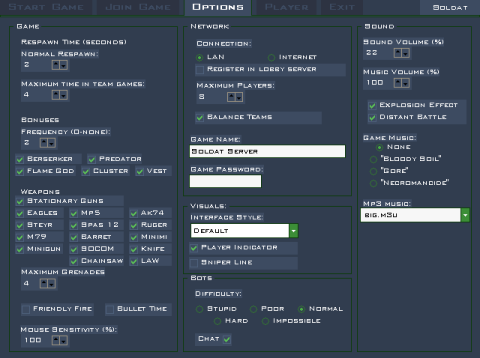 Start Game Join Game Options Player Exit Soldat
Game
Respawn Time (seconds)
Normal Respawn:
2
Maximum time in team games:
4
Bonuses
Frequency (0-none):
2
Berserker Predator
Flame God Cluster Vest
Weapons
Stationary Guns
Eagles MP5 AK74
Steyr Spas 12 Ruger
M79 Barret Minimi
Minigun SOCOM Knife
Chainsaw LAW
Maximum Grenades
4
Friendly Fire Bullet Time
Mouse Sensitivity (%):
100
Network
Connection:
LAN Internet
Register in lobby server
Maximum Players:
8
Balance Teams
Game Name:
Soldat Server
Game Password:
Visuals:
Interface Style:
Default
Player Indicator
Sniper Line
Bots
Difficulty:
Stupid Poor Normal
Hard Impossible
Chat
Sound
Sound Volume (%)
22
Music Volume (%)
100
Explosion Effect
Distant Battle
Game Music:
None
"Bloody Soil"
"Gore"
"Necromancide"
Mp3 music:
big.m3u